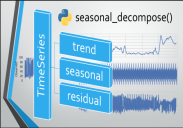 seasonal_decompose()
TimeSeries
trend
seasonal
residual